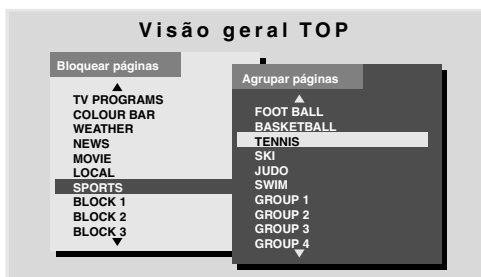 Visão geral TOP
Bloquear páginas
TV PROGRAMS
COLOUR BAR
WEATHER
NEWS
MOVIE
LOCAL
SPORTS
BLOCK 1
BLOCK 2
BLOCK 3
Agrupar páginas
FOOT BALL
BASKETBALL
TENNIS
SKI
JUDO
SWIM
GROUP 1
GROUP 2
GROUP 3
GROUP 4